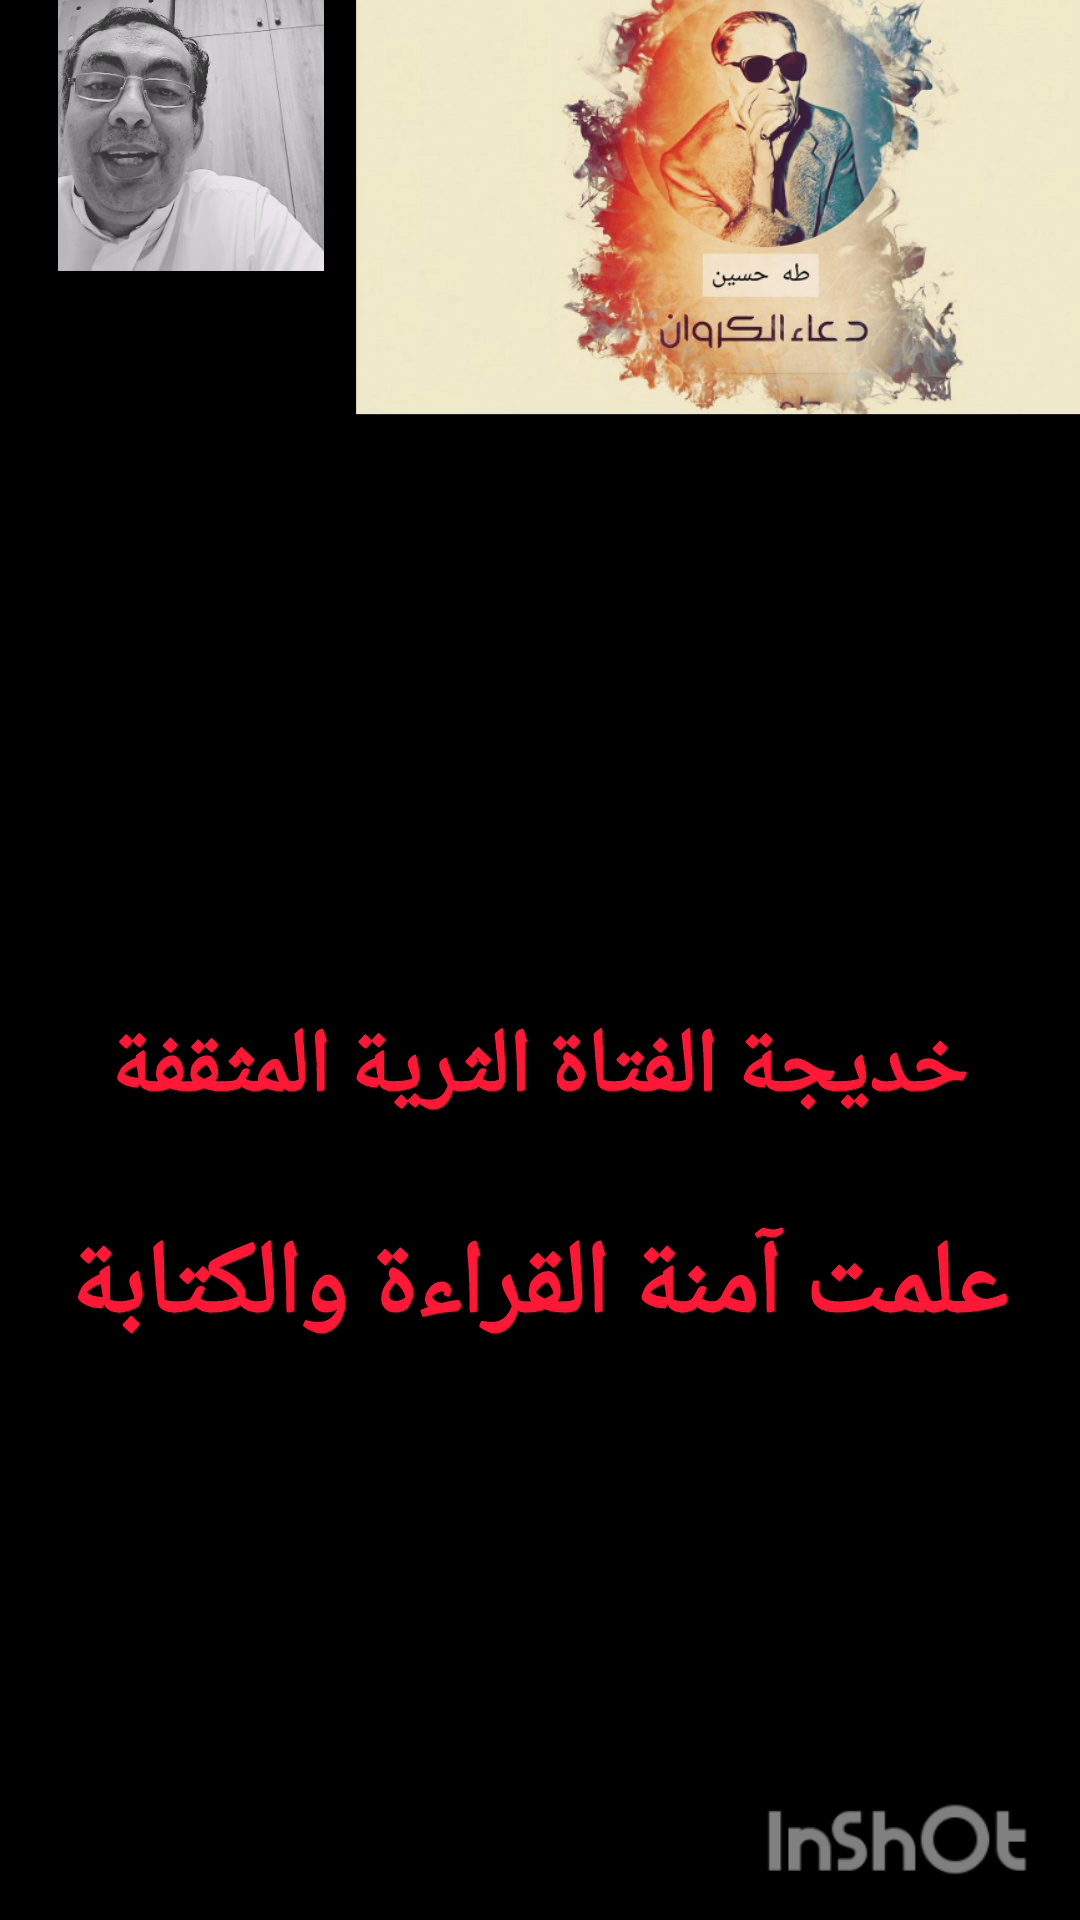 طه حسين
دعاء الكروان
خديجة الفتاة الثرية المثقفة
علمت آمنة القراءة والكتابة
InShOt